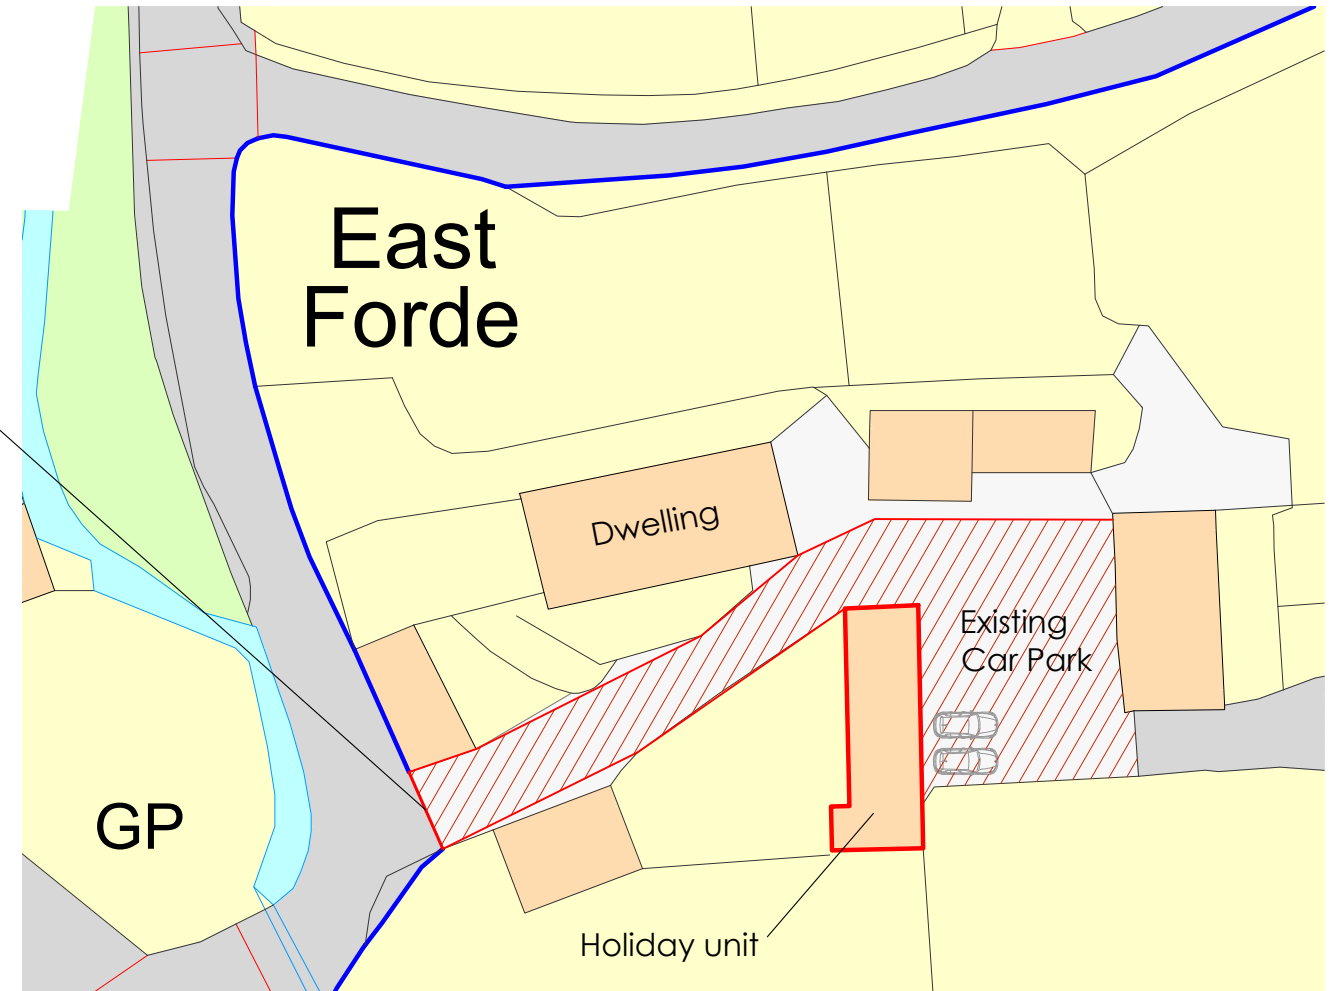 East
Forde
Dwelling
Existing
Car Park
GP
Holiday unit